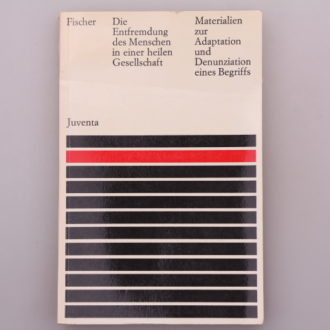 Fischer
Die
Entfremdung
des Menschen
in einer heilen
Gesellschaft
Materialien
zur
Adaptation
und
Denunziation
eines Begriffs
Juventa